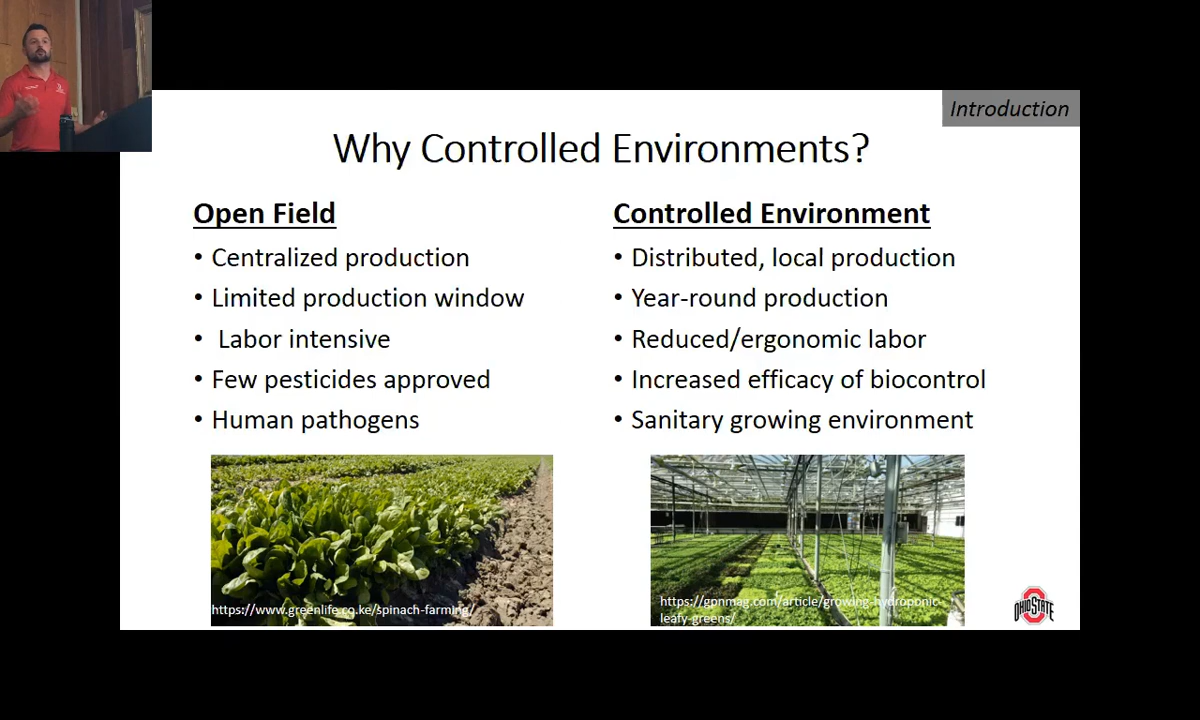 Introduction
Why Controlled Environments?
Open Field
• Centralized production
• Limited production window
• Labor intensive
• Few pesticides approved
• Human pathogens
https://www.greenlife.co.ke/spinach-farming/
Controlled Environment
• Distributed, local production
• Year-round production
• Reduced/ergonomic labor
• Increased efficacy of biocontrol
• Sanitary growing environment
https://gpnmag.com/article/growing-hydroponic-
leafy-greens/
OHIO STATE